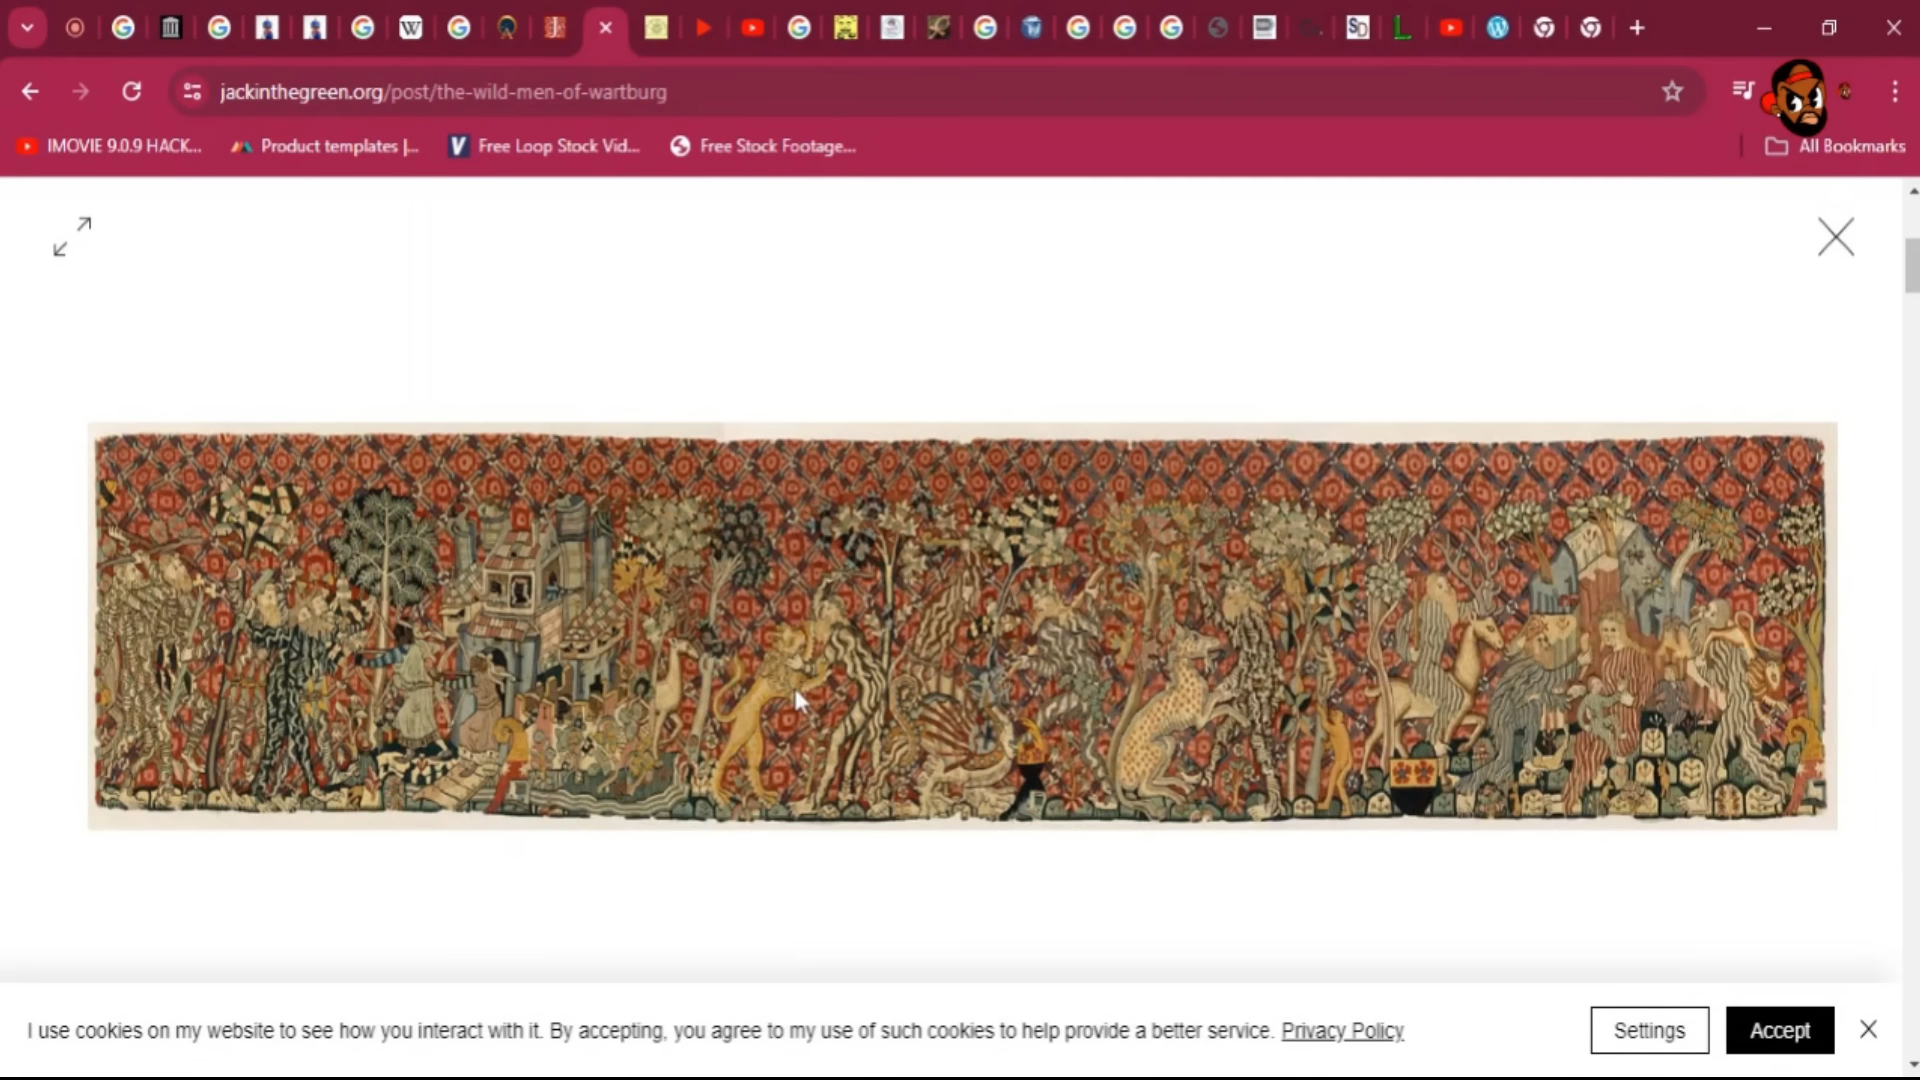 jackinthegreen.org/post/the-wild-men-of-wartburg
IMOVIE 9.0.9 HACK...
Product templates |...
Free Loop Stock Vid...
Free Stock Footage...
All Bookmarks
I use cookies on my website to see how you interact with it. By accepting, you agree to my use of such cookies to help provide a better service. Privacy Policy
Settings
Accept